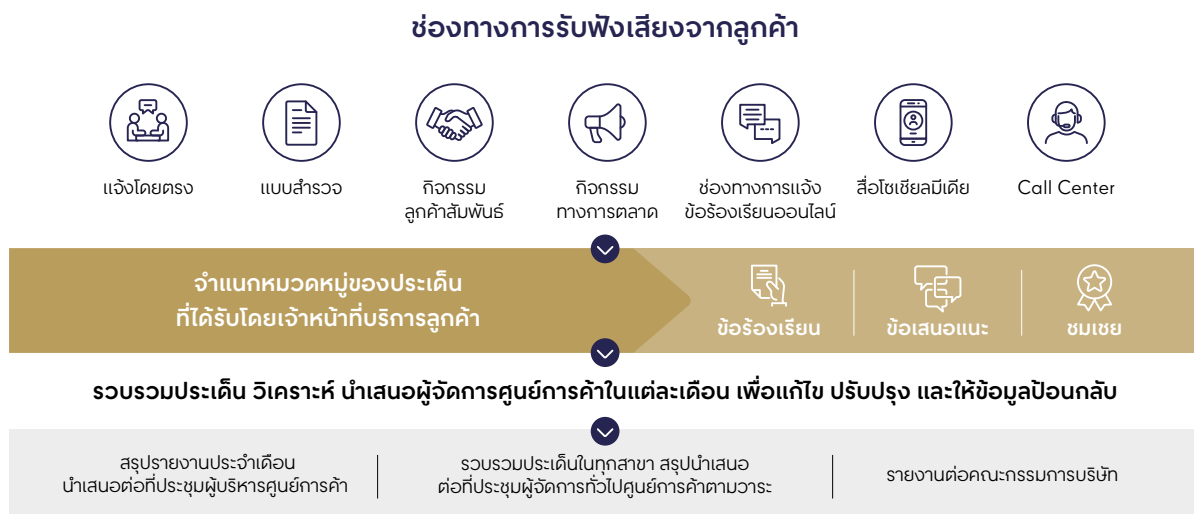 ช่องทางการรับฟังเสียงจากลูกค้า
แจ้งโดยตรง
แบบสำรวจ
กิจกรรม
ลูกค้าสัมพันธ์
กิจกรรม
ทางการตลาด
ช่องทางการแจ้ง
ข้อร้องเรียนออนไลน์
สื่อโซเชียลมีเดีย
Call Center
จำแนกหมวดหมู่ของประเด็น
ที่ได้รับโดยเจ้าหน้าที่บริการลูกค้า
ข้อร้องเรียน
ข้อเสนอแนะ
ชมเชย
รวบรวมประเด็น วิเคราะห์ นำเสนอผู้จัดการศูนย์การค้าในแต่ละเดือน เพื่อแก้ไข ปรับปรุง และให้ข้อมูลป้อนกลับ
สรุปรายงานประจำเดือน
นำเสนอต่อที่ประชุมผู้บริหารศูนย์การค้า
รวบรวมประเด็นในทุกสาขา สรุปนำเสนอ
ต่อที่ประชุมผู้จัดการทั่วไปศูนย์การค้าตามวาระ
รายงานต่อคณะกรรมการบริษัท